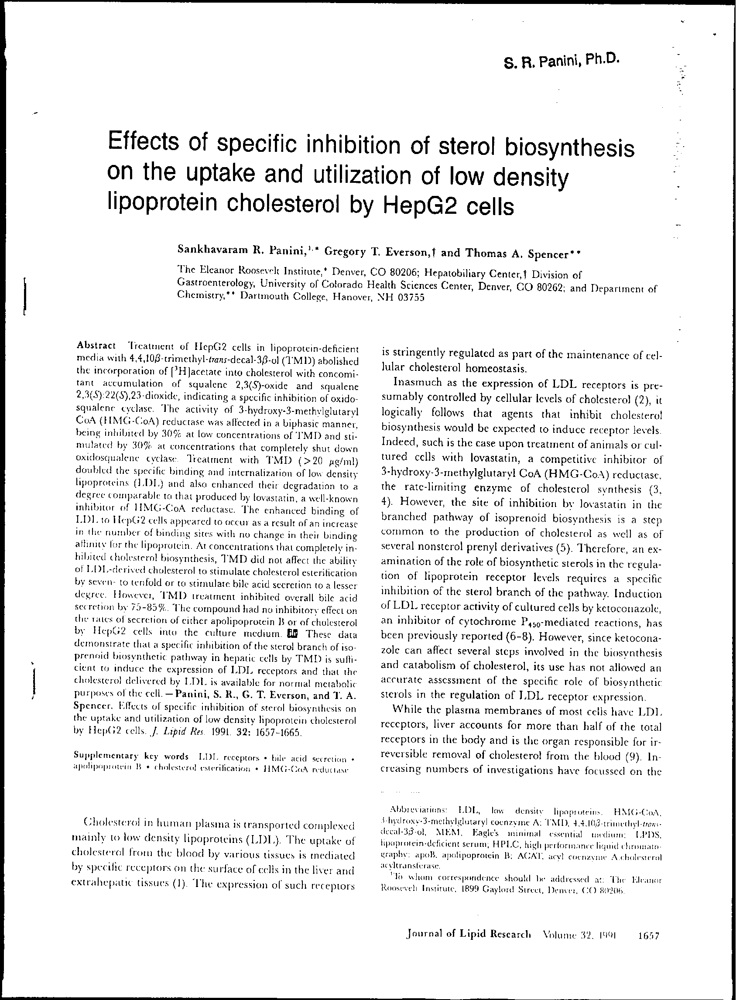 S. R. Panini, Ph.D.
Effects of specific inhibition of sterol biosynthesis
on the uptake and utilization of low density
lipoprotein cholesterol by HepG2 cells
Sankhavaram R. Panini,¹,* Gregory T. Everson,† and Thomas A. Spencer**
The Eleanor Roosevelt Institute,* Denver, CO 80206; Hepatobiliary Center,† Division of
Gastroenterology, University of Colorado Health Sciences Center, Denver, CO 80262; and Department of
Chemistry,** Dartmouth College, Hanover, NH 03755
Abstract Treatment of HepG2 cells in lipoprotein-deficient
media with 4,4,10β-trimethyl-trans-decal-3β-ol (TMD) abolished
the incorporation of [³H]acetate into cholesterol with concomi-
tant accumulation of squalene 2,3(S)-oxide and squalene
2,3(S):22(S),23-dioxide, indicating a specific inhibition of oxido-
squalene cyclase. The activity of 3-hydroxy-3-methylglutaryl
CoA (HMG-CoA) reductase was affected in a biphasic manner,
being inhibited by 30% at low concentrations of TMD and sti-
mulated by 30% at concentrations that completely shut down
oxidosqualene cyclase. Treatment with TMD (>20 µg/ml)
doubled the specific binding and internalization of low density
lipoproteins (LDL) and also enhanced their degradation to a
degree comparable to that produced by lovastatin, a well-known
inhibitor of HMG-CoA reductase. The enhanced binding of
LDL to HepG2 cells appeared to occur as a result of an increase
in the number of binding sites with no change in their binding
affinity for the lipoprotein. At concentrations that completely in-
hibited cholesterol biosynthesis, TMD did not affect the ability
of LDL-derived cholesterol to stimulate cholesterol esterification
by seven- to tenfold or to stimulate bile acid secretion to a lesser
degree. However, TMD treatment inhibited overall bile acid
secretion by 75-85%. The compound had no inhibitory effect on
the rates of secretion of either apolipoprotein B or of cholesterol
by HepG2 cells into the culture medium. These data
demonstrate that a specific inhibition of the sterol branch of iso-
prenoid biosynthetic pathway in hepatic cells by TMD is suffi-
cient to induce the expression of LDL receptors and that the
cholesterol delivered by LDL is available for normal metabolic
purposes of the cell. — Panini, S. R., G. T. Everson, and T. A.
Spencer. Effects of specific inhibition of sterol biosynthesis on
the uptake and utilization of low density lipoprotein cholesterol
by HepG2 cells. J. Lipid Res. 1991. 32: 1657-1665.
Supplementary key words LDL receptors • bile acid secretion •
apolipoprotein B • cholesterol esterification • HMG-CoA reductase
Cholesterol in human plasma is transported complexed
mainly to low density lipoproteins (LDL). The uptake of
cholesterol from the blood by various tissues is mediated
by specific receptors on the surface of cells in the liver and
extrahepatic tissues (1). The expression of such receptors
is stringently regulated as part of the maintenance of cel-
lular cholesterol homeostasis.
Inasmuch as the expression of LDL receptors is pre-
sumably controlled by cellular levels of cholesterol (2), it
logically follows that agents that inhibit cholesterol
biosynthesis would be expected to induce receptor levels.
Indeed, such is the case upon treatment of animals or cul-
tured cells with lovastatin, a competitive inhibitor of
3-hydroxy-3-methylglutaryl CoA (HMG-CoA) reductase,
the rate-limiting enzyme of cholesterol synthesis (3,
4). However, the site of inhibition by lovastatin in the
branched pathway of isoprenoid biosynthesis is a step
common to the production of cholesterol as well as of
several nonsterol prenyl derivatives (5). Therefore, an ex-
amination of the role of biosynthetic sterols in the regula-
tion of lipoprotein receptor levels requires a specific
inhibition of the sterol branch of the pathway. Induction
of LDL receptor activity of cultured cells by ketoconazole,
an inhibitor of cytochrome P₄₅₀-mediated reactions, has
been previously reported (6-8). However, since ketocona-
zole can affect several steps involved in the biosynthesis
and catabolism of cholesterol, its use has not allowed an
accurate assessment of the specific role of biosynthetic
sterols in the regulation of LDL receptor expression.
While the plasma membranes of most cells have LDL
receptors, liver accounts for more than half of the total
receptors in the body and is the organ responsible for ir-
reversible removal of cholesterol from the blood (9). In-
creasing numbers of investigations have focussed on the
Abbreviations: LDL, low density lipoproteins; HMG-CoA,
3-hydroxy-3-methylglutaryl coenzyme A; TMD, 4,4,10β-trimethyl-trans-
decal-3β-ol; MEM, Eagle's minimal essential medium; LPDS,
lipoprotein-deficient serum; HPLC, high performance liquid chromato-
graphy; apoB, apolipoprotein B; ACAT, acyl coenzyme A:cholesterol
acyltransferase.
¹To whom correspondence should be addressed at: The Eleanor
Roosevelt Institute, 1899 Gaylord Street, Denver, CO 80206.
Journal of Lipid Research Volume 32, 1991 1657